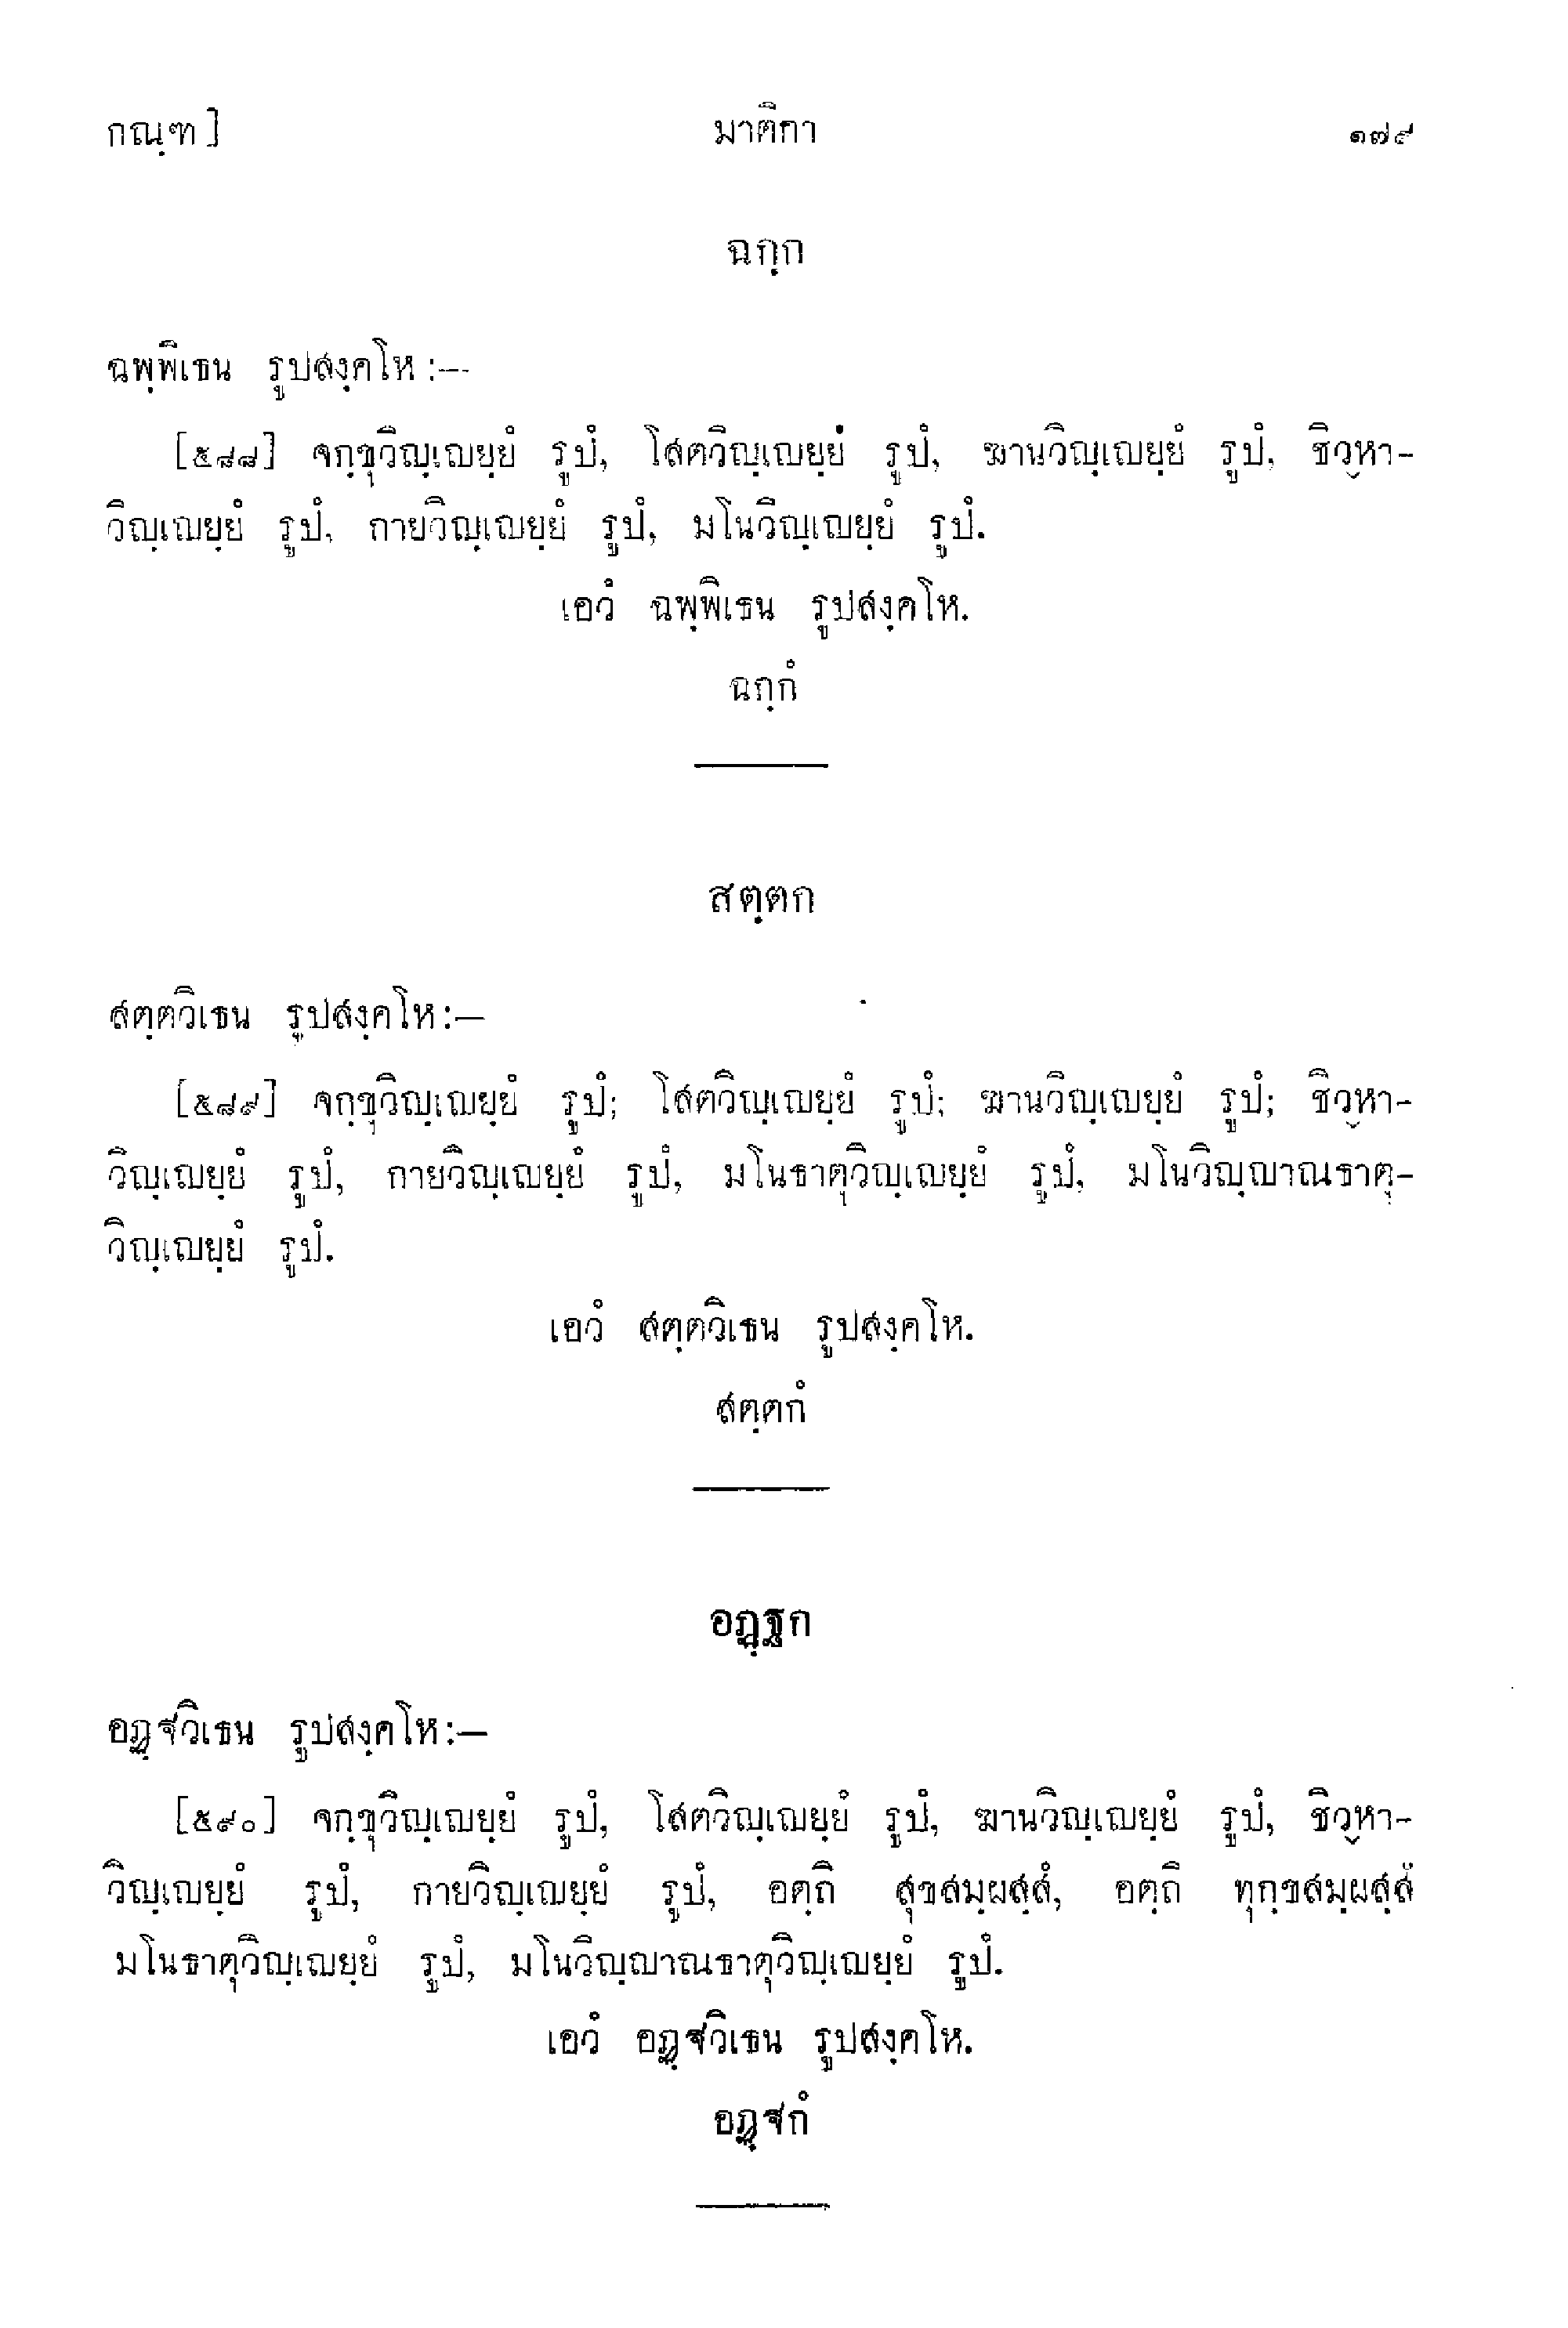 กณฺฑ] มาติกา ๑๗๙
ฉกฺก
ฉพฺพิเธน รูปสงฺคโห :—
[๕๘๘] จกฺขุวิญฺเญยฺยํ รูปํ, โสตวิญฺเญยฺยํ รูปํ, ฆานวิญฺเญยฺยํ รูปํ, ชิวฺหา-
วิญฺเญยฺยํ รูปํ, กายวิญฺเญยฺยํ รูปํ, มโนวิญฺเญยฺยํ รูปํ.
เอวํ ฉพฺพิเธน รูปสงฺคโห.
ฉกฺกํ
สตฺตก
สตฺตวิเธน รูปสงฺคโห:—
[๕๘๙] จกฺขุวิญฺเญยฺยํ รูปํ; โสตวิญฺเญยฺยํ รูปํ; ฆานวิญฺเญยฺยํ รูปํ; ชิวฺหา-
วิญฺเญยฺยํ รูปํ, กายวิญฺเญยฺยํ รูปํ, มโนธาตุวิญฺเญยฺยํ รูปํ, มโนวิญฺญาณธาตุ-
วิญฺเญยฺยํ รูปํ.
เอวํ สตฺตวิเธน รูปสงฺคโห.
สตฺตกํ
อฏฺฐก
อฏฺฐวิเธน รูปสงฺคโห:—
[๕๙๐] จกฺขุวิญฺเญยฺยํ รูปํ, โสตวิญฺเญยฺยํ รูปํ, ฆานวิญฺเญยฺยํ รูปํ, ชิวฺหา-
วิญฺเญยฺยํ รูปํ, กายวิญฺเญยฺยํ รูปํ, อตฺถิ สุขสมฺผสฺสํ, อตฺถิ ทุกฺขสมฺผสฺสํ
มโนธาตุวิญฺเญยฺยํ รูปํ, มโนวิญฺญาณธาตุวิญฺเญยฺยํ รูปํ.
เอวํ อฏฺฐวิเธน รูปสงฺคโห.
อฏฺฐกํ